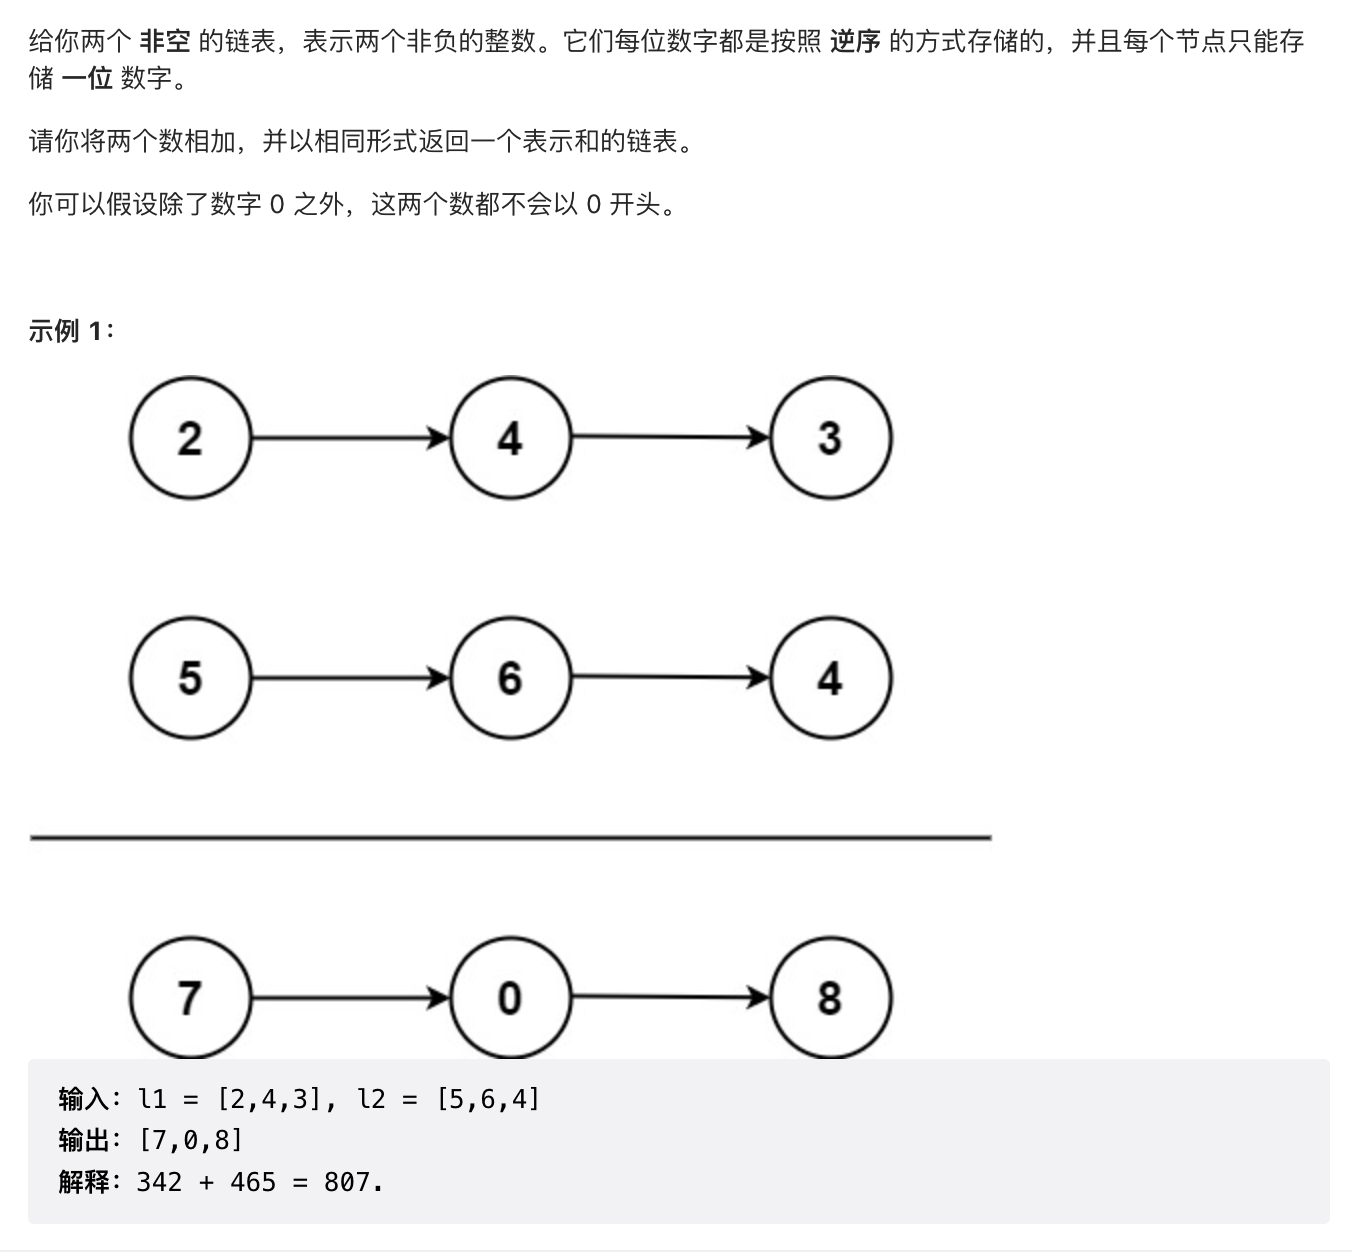 给你两个 非空 的链表，表示两个非负的整数。它们每位数字都是按照 逆序 的方式存储的，并且每个节点只能存
储 一位 数字。
请你将两个数相加，并以相同形式返回一个表示和的链表。
你可以假设除了数字 0 之外，这两个数都不会以 0 开头。
示例 1：
2 4 3
5 6 4
7 0 8
输入：l1 = [2,4,3], l2 = [5,6,4]
输出：[7,0,8]
解释：342 + 465 = 807.